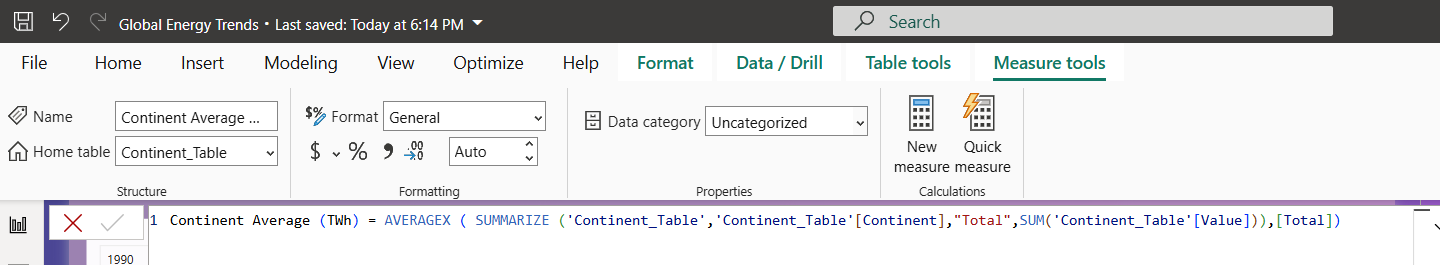 Global Energy Trends • Last saved: Today at 6:14 PM
Search
File Home Insert Modeling View Optimize Help Format Data / Drill Table tools Measure tools
Name Continent Average ...
Home table Continent_Table
Structure
$% Format General
$ % , .00 →0 Auto
Formatting
Data category Uncategorized
Properties
New measure
Quick measure
Calculations
1 Continent Average (TWh) = AVERAGEX ( SUMMARIZE ('Continent_Table','Continent_Table'[Continent],"Total",SUM('Continent_Table'[Value])),[Total])
1990